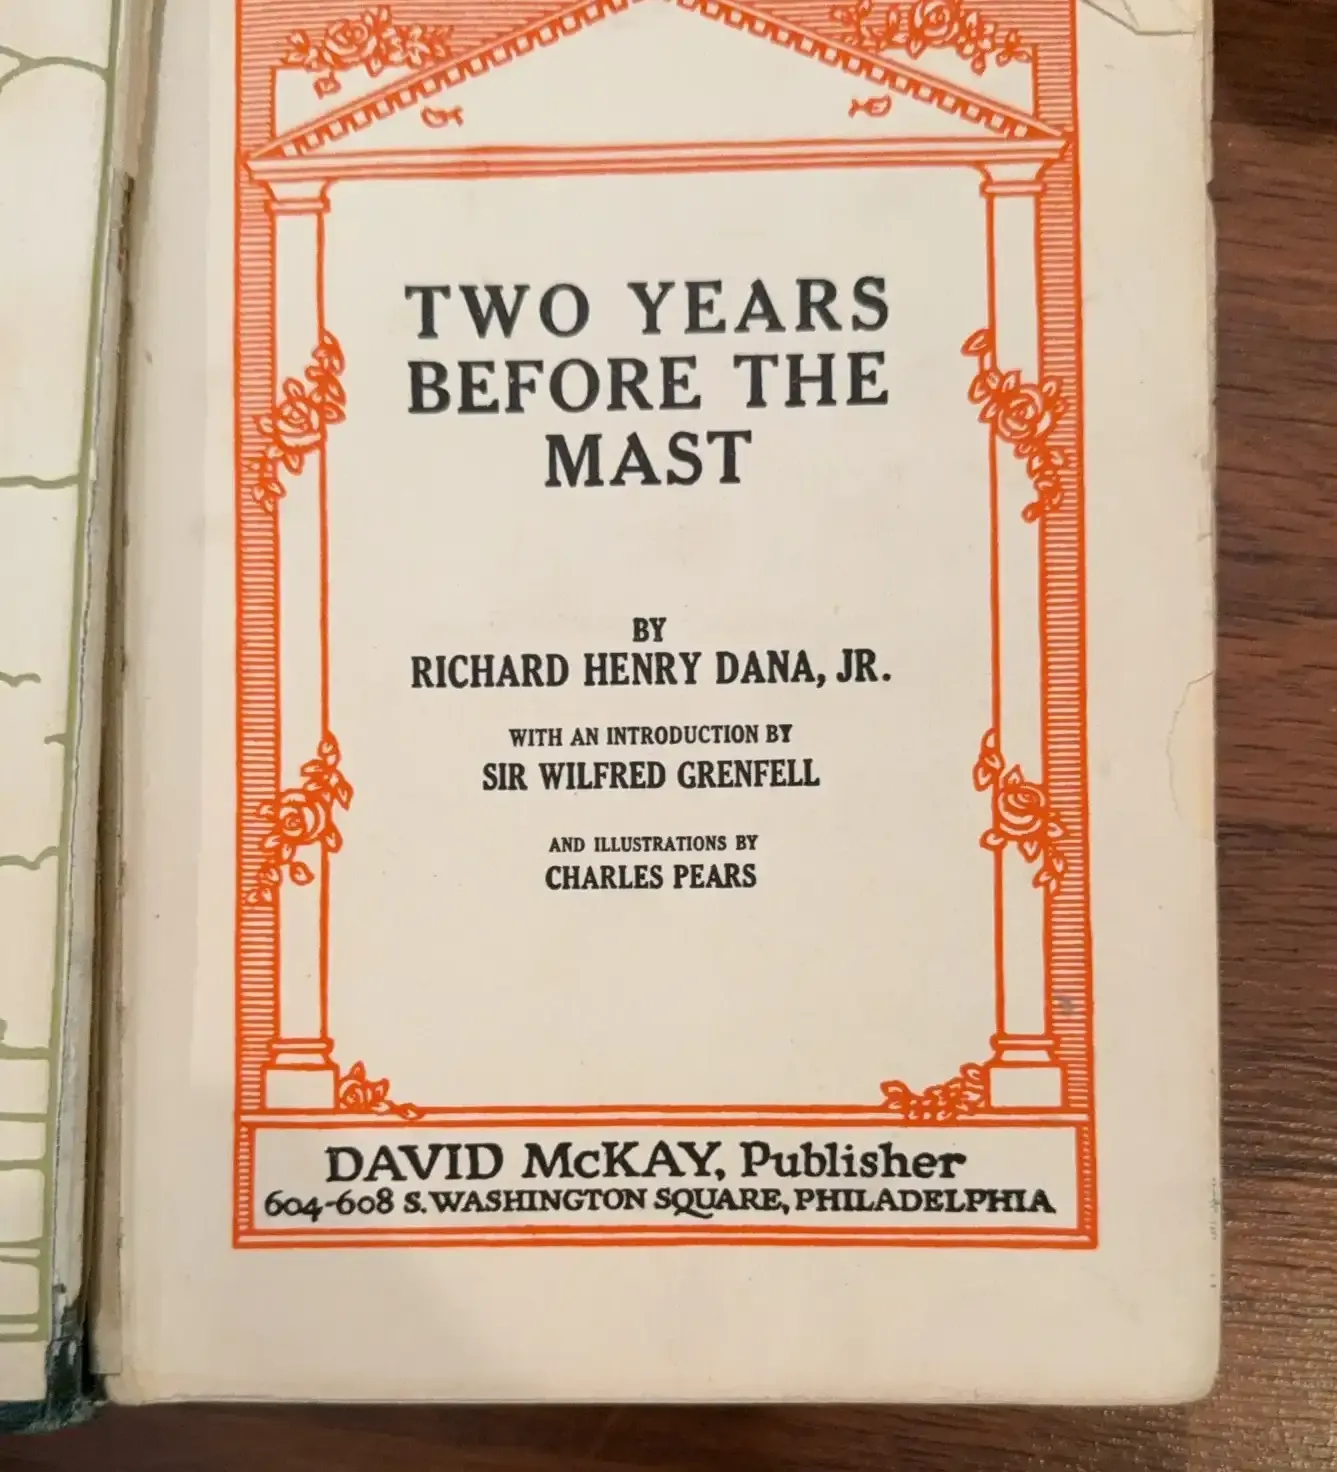 TWO YEARS
BEFORE THE
MAST
BY
RICHARD HENRY DANA, JR.
WITH AN INTRODUCTION BY
SIR WILFRED GRENFELL
AND ILLUSTRATIONS BY
CHARLES PEARS
DAVID McKAY, Publisher
604-608 S. WASHINGTON SQUARE, PHILADELPHIA